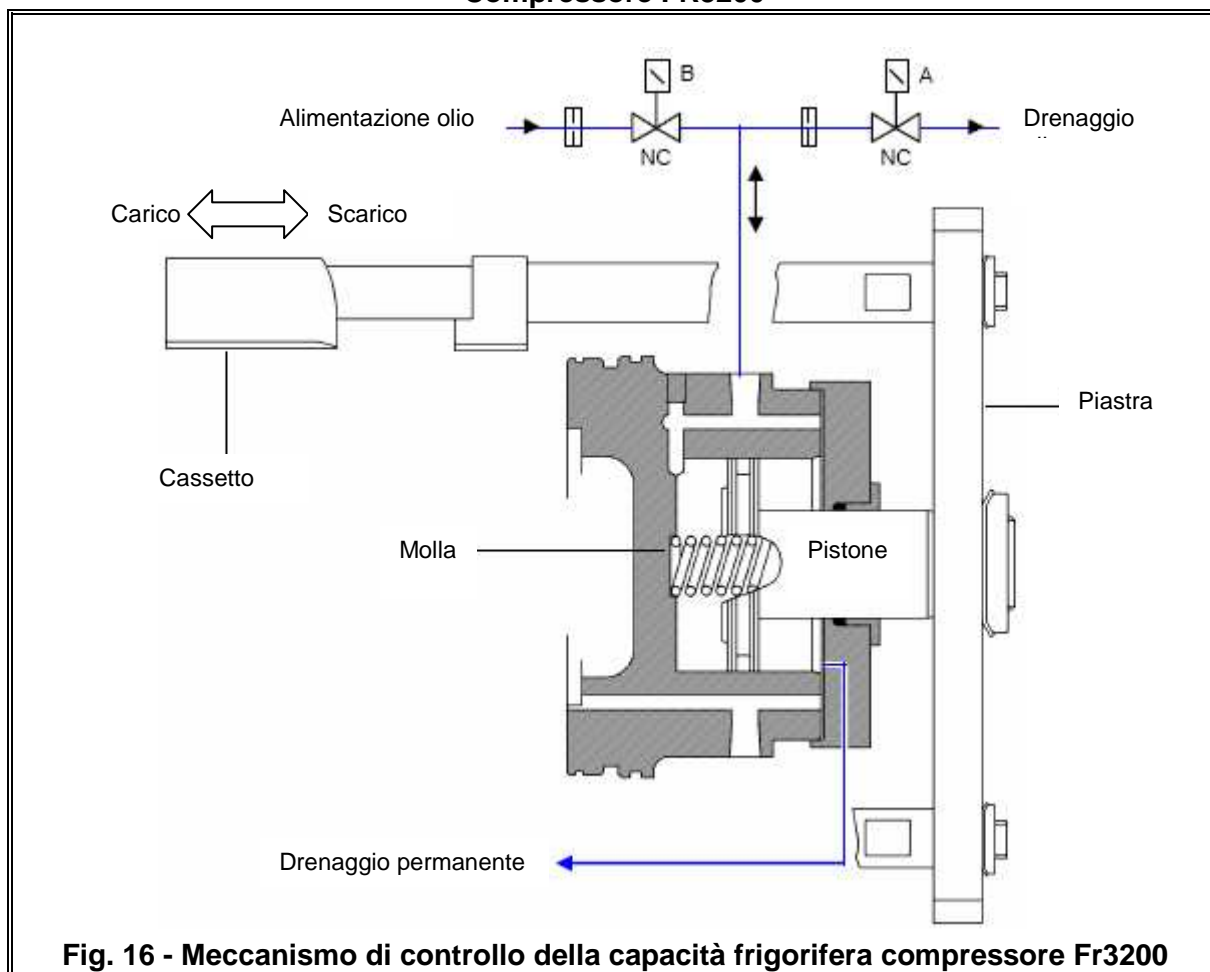 B
A
Alimentazione olio
Drenaggio
NC
NC
Carico
Scarico
Piastra
Cassetto
Molla
Pistone
Drenaggio permanente
Fig. 16 - Meccanismo di controllo della capacità frigorifera compressore Fr3200